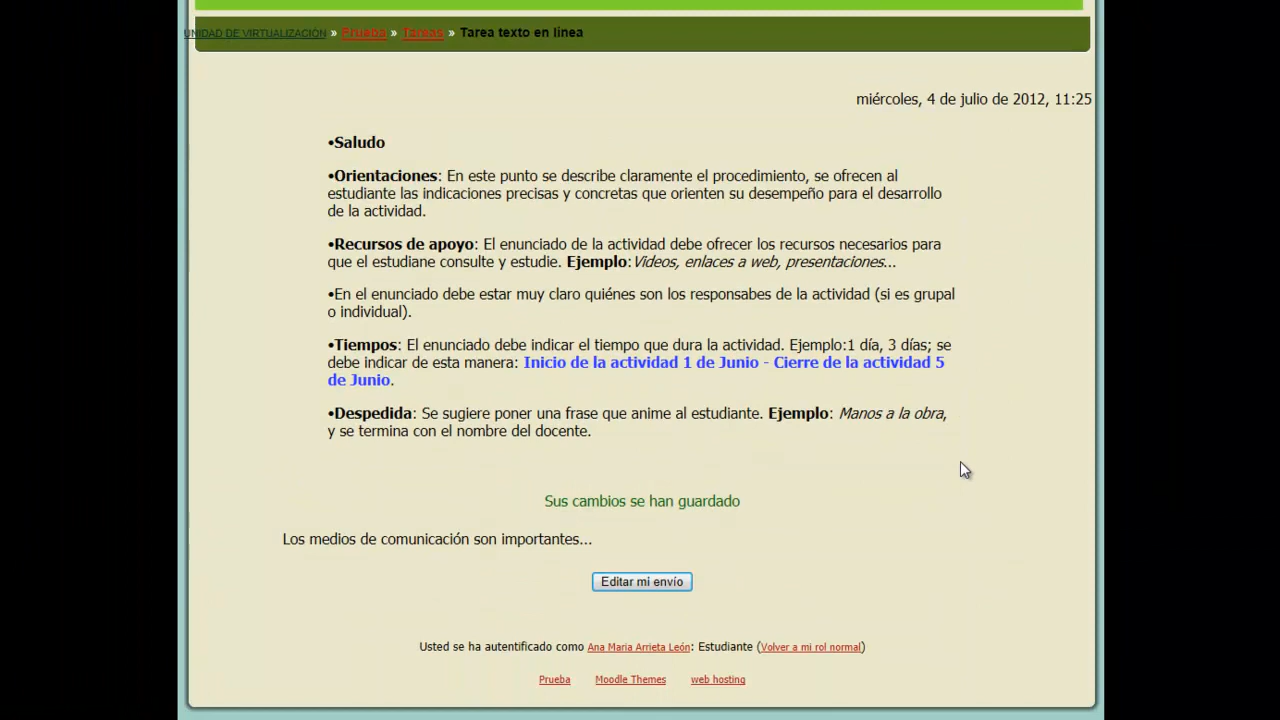 UNIDAD DE VIRTUALIZACIÓN » Prueba » Tareas » Tarea texto en línea
miércoles, 4 de julio de 2012, 11:25
•Saludo
•Orientaciones: En este punto se describe claramente el procedimiento, se ofrecen al
estudiante las indicaciones precisas y concretas que orienten su desempeño para el desarrollo
de la actividad.
•Recursos de apoyo: El enunciado de la actividad debe ofrecer los recursos necesarios para
que el estudiane consulte y estudie. Ejemplo:Videos, enlaces a web, presentaciones...
•En el enunciado debe estar muy claro quiénes son los responsabes de la actividad (si es grupal
o individual).
•Tiempos: El enunciado debe indicar el tiempo que dura la actividad. Ejemplo:1 día, 3 días; se
debe indicar de esta manera: Inicio de la actividad 1 de Junio - Cierre de la actividad 5
de Junio.
•Despedida: Se sugiere poner una frase que anime al estudiante. Ejemplo: Manos a la obra,
y se termina con el nombre del docente.
Sus cambios se han guardado
Los medios de comunicación son importantes...
Editar mi envío
Usted se ha autentificado como Ana Maria Arrieta León: Estudiante (Volver a mi rol normal)
Prueba Moodle Themes web hosting